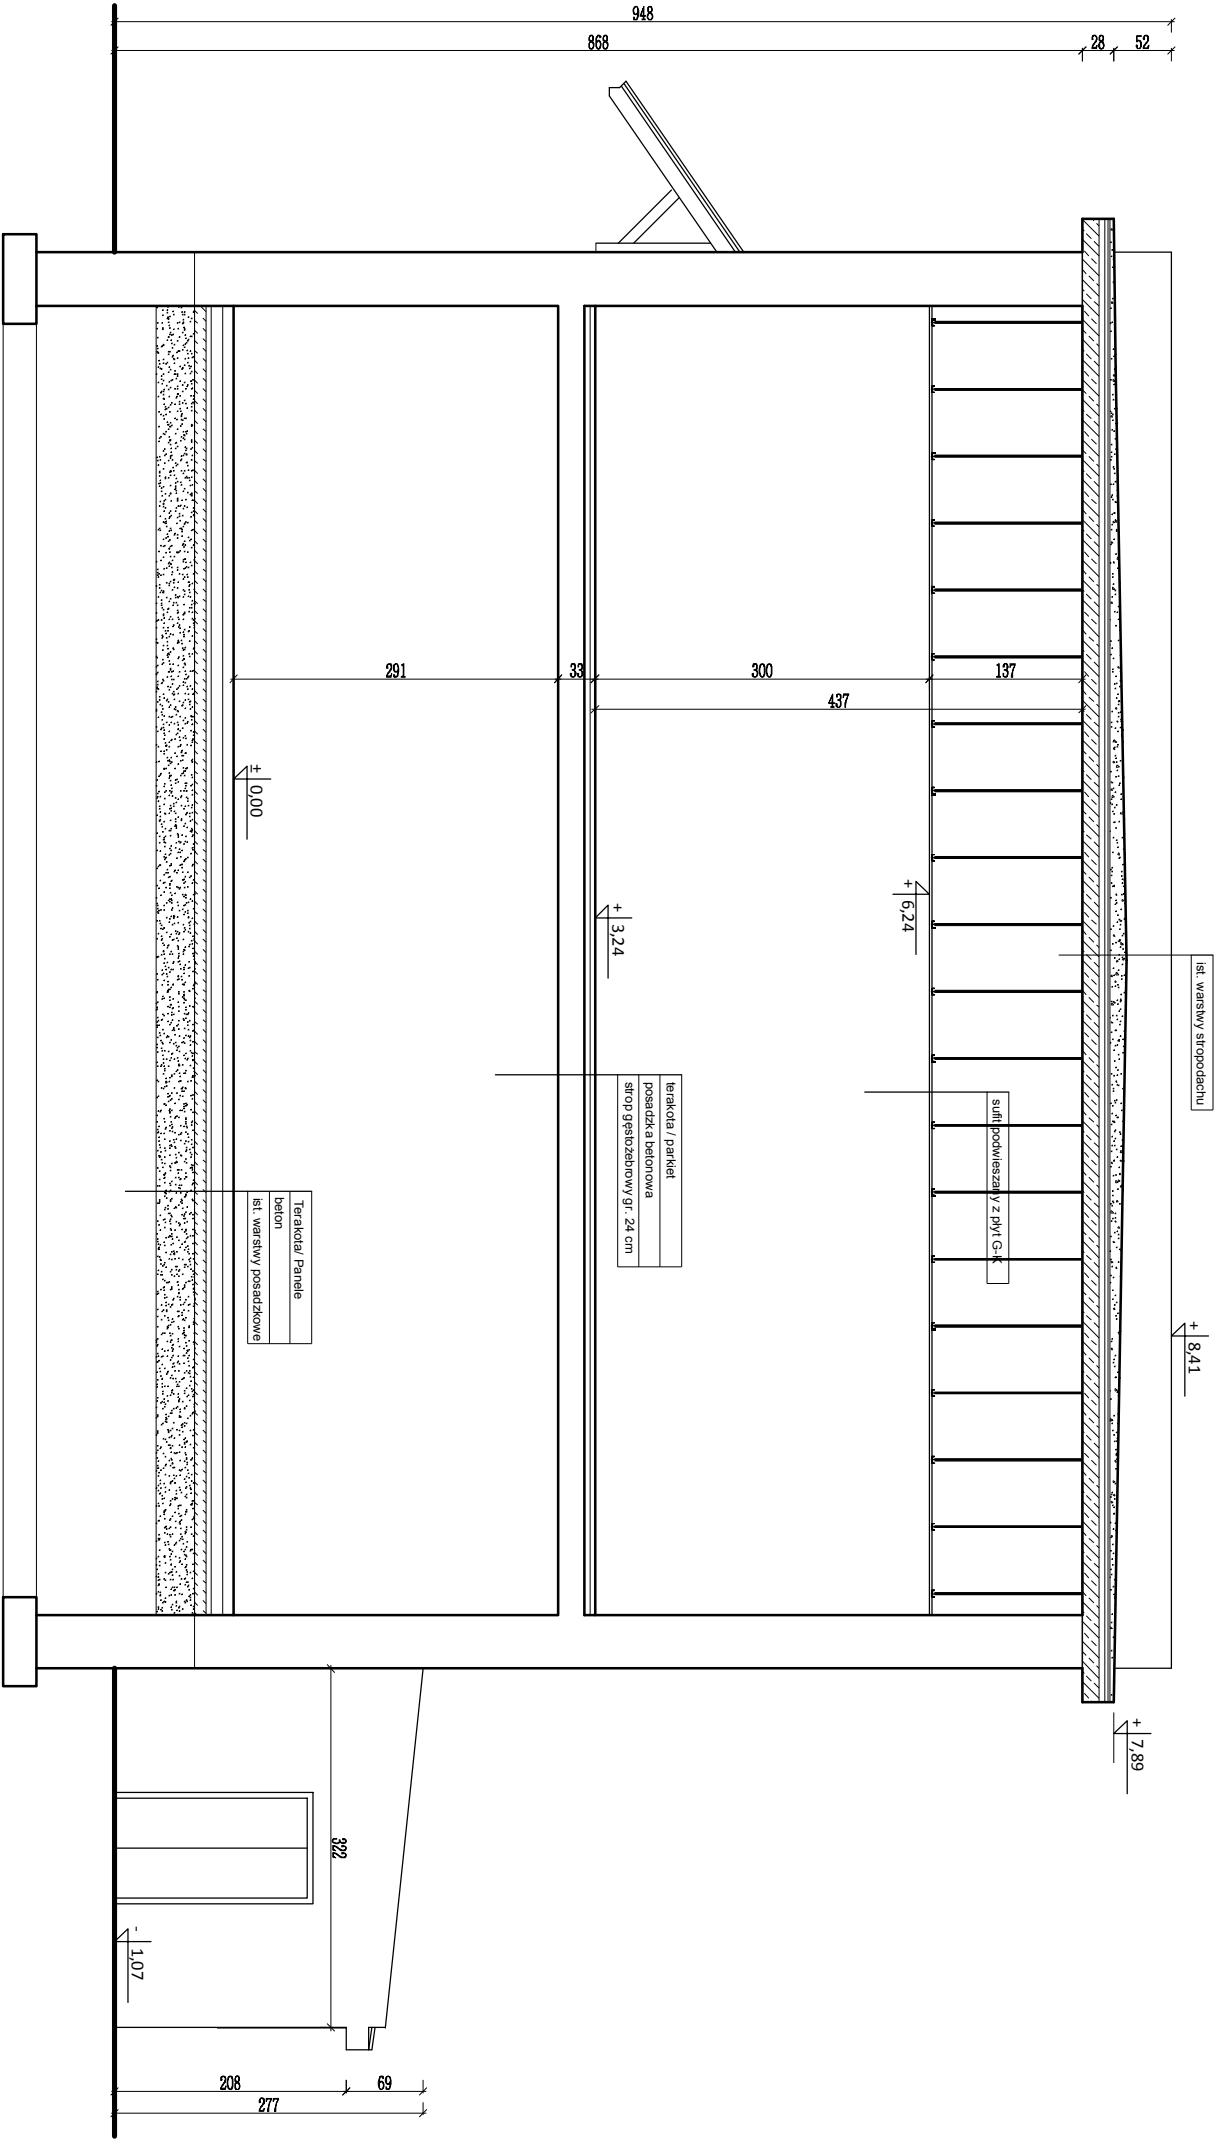 948
868
28
52
291
33
300
137
437
± 0,00
+ 3,24
+ 6,24
ist. warstwy stropodachu
sufit podwieszany z płyt G-K
terakota / parkiet
posadzka betonowa
strop gęstożebrowy gr. 24 cm
Terakota/ Panele
beton
ist. warstwy posadzkowe
+ 8,41
+ 7,89
322
- 1,07
208
69
277